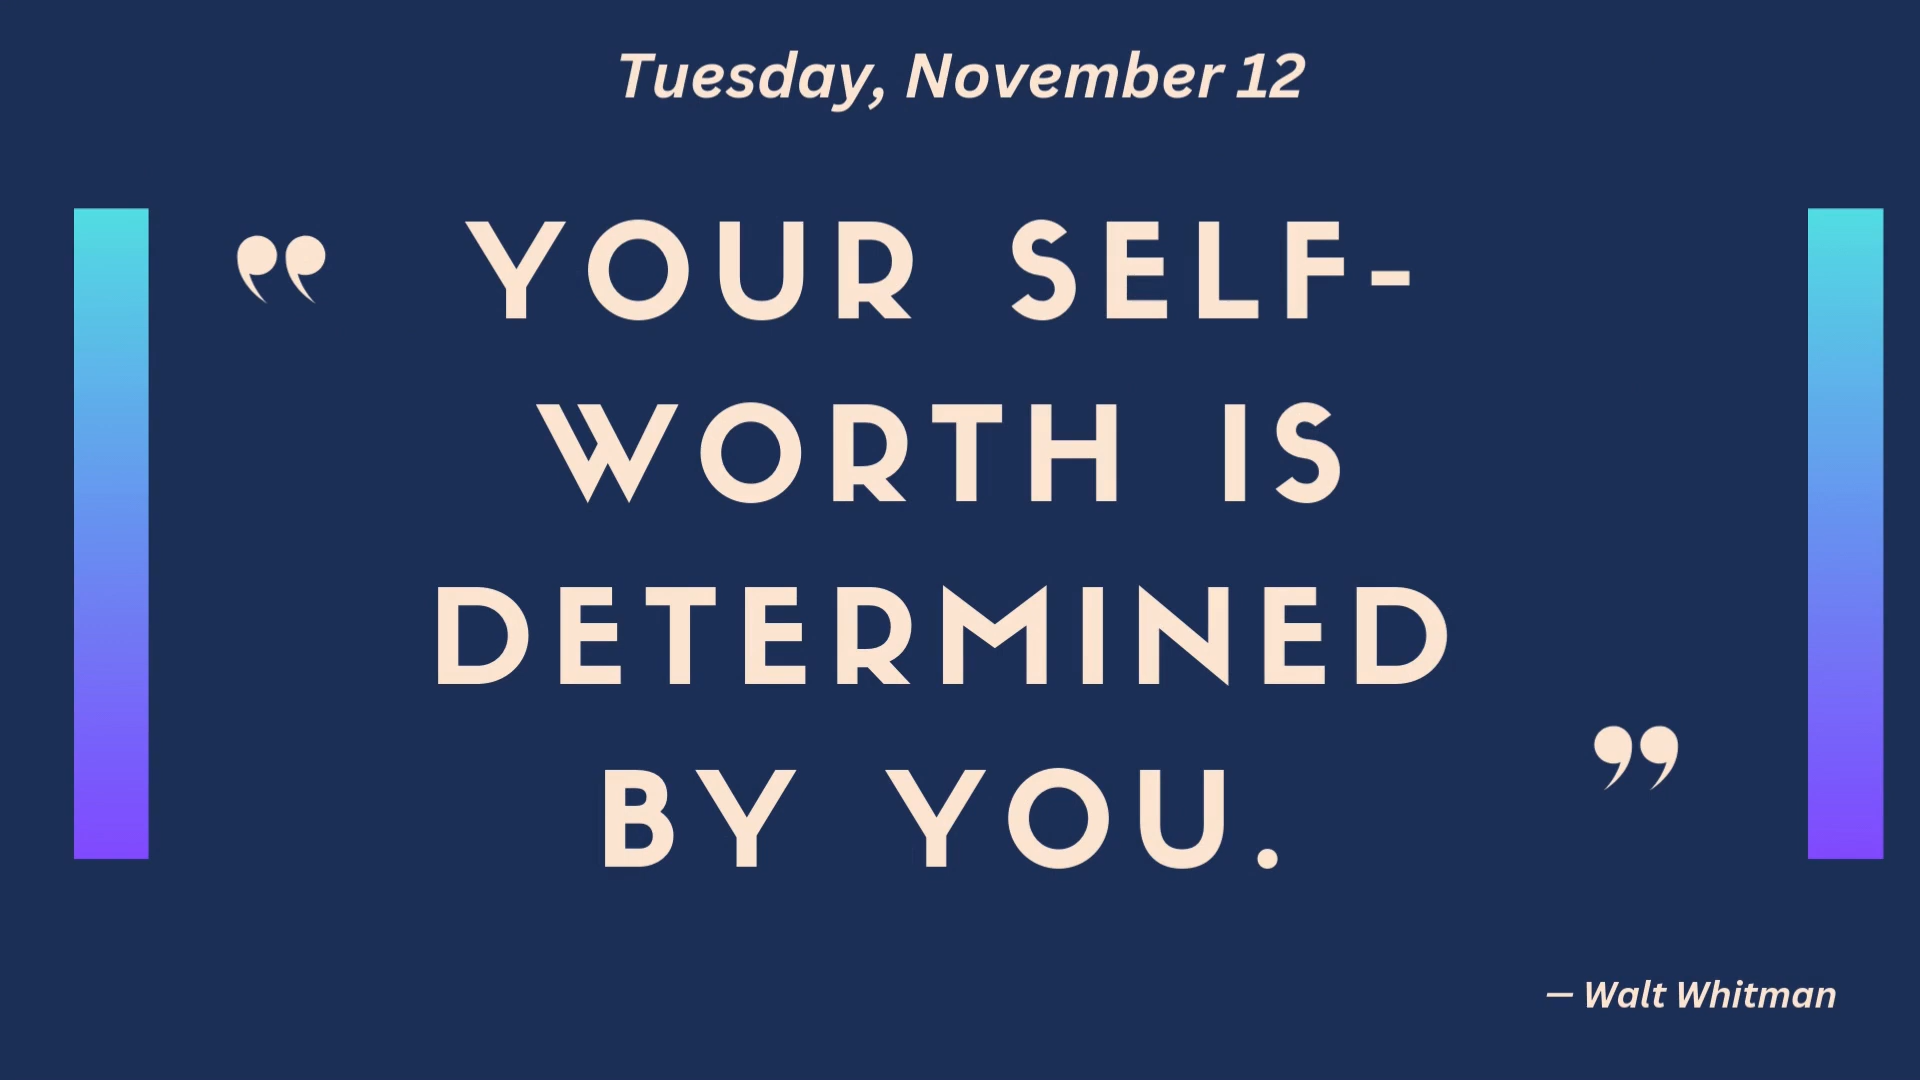 Tuesday, November 12
❝ YOUR SELF-
WORTH IS
DETERMINED
BY YOU. ❞
— Walt Whitman